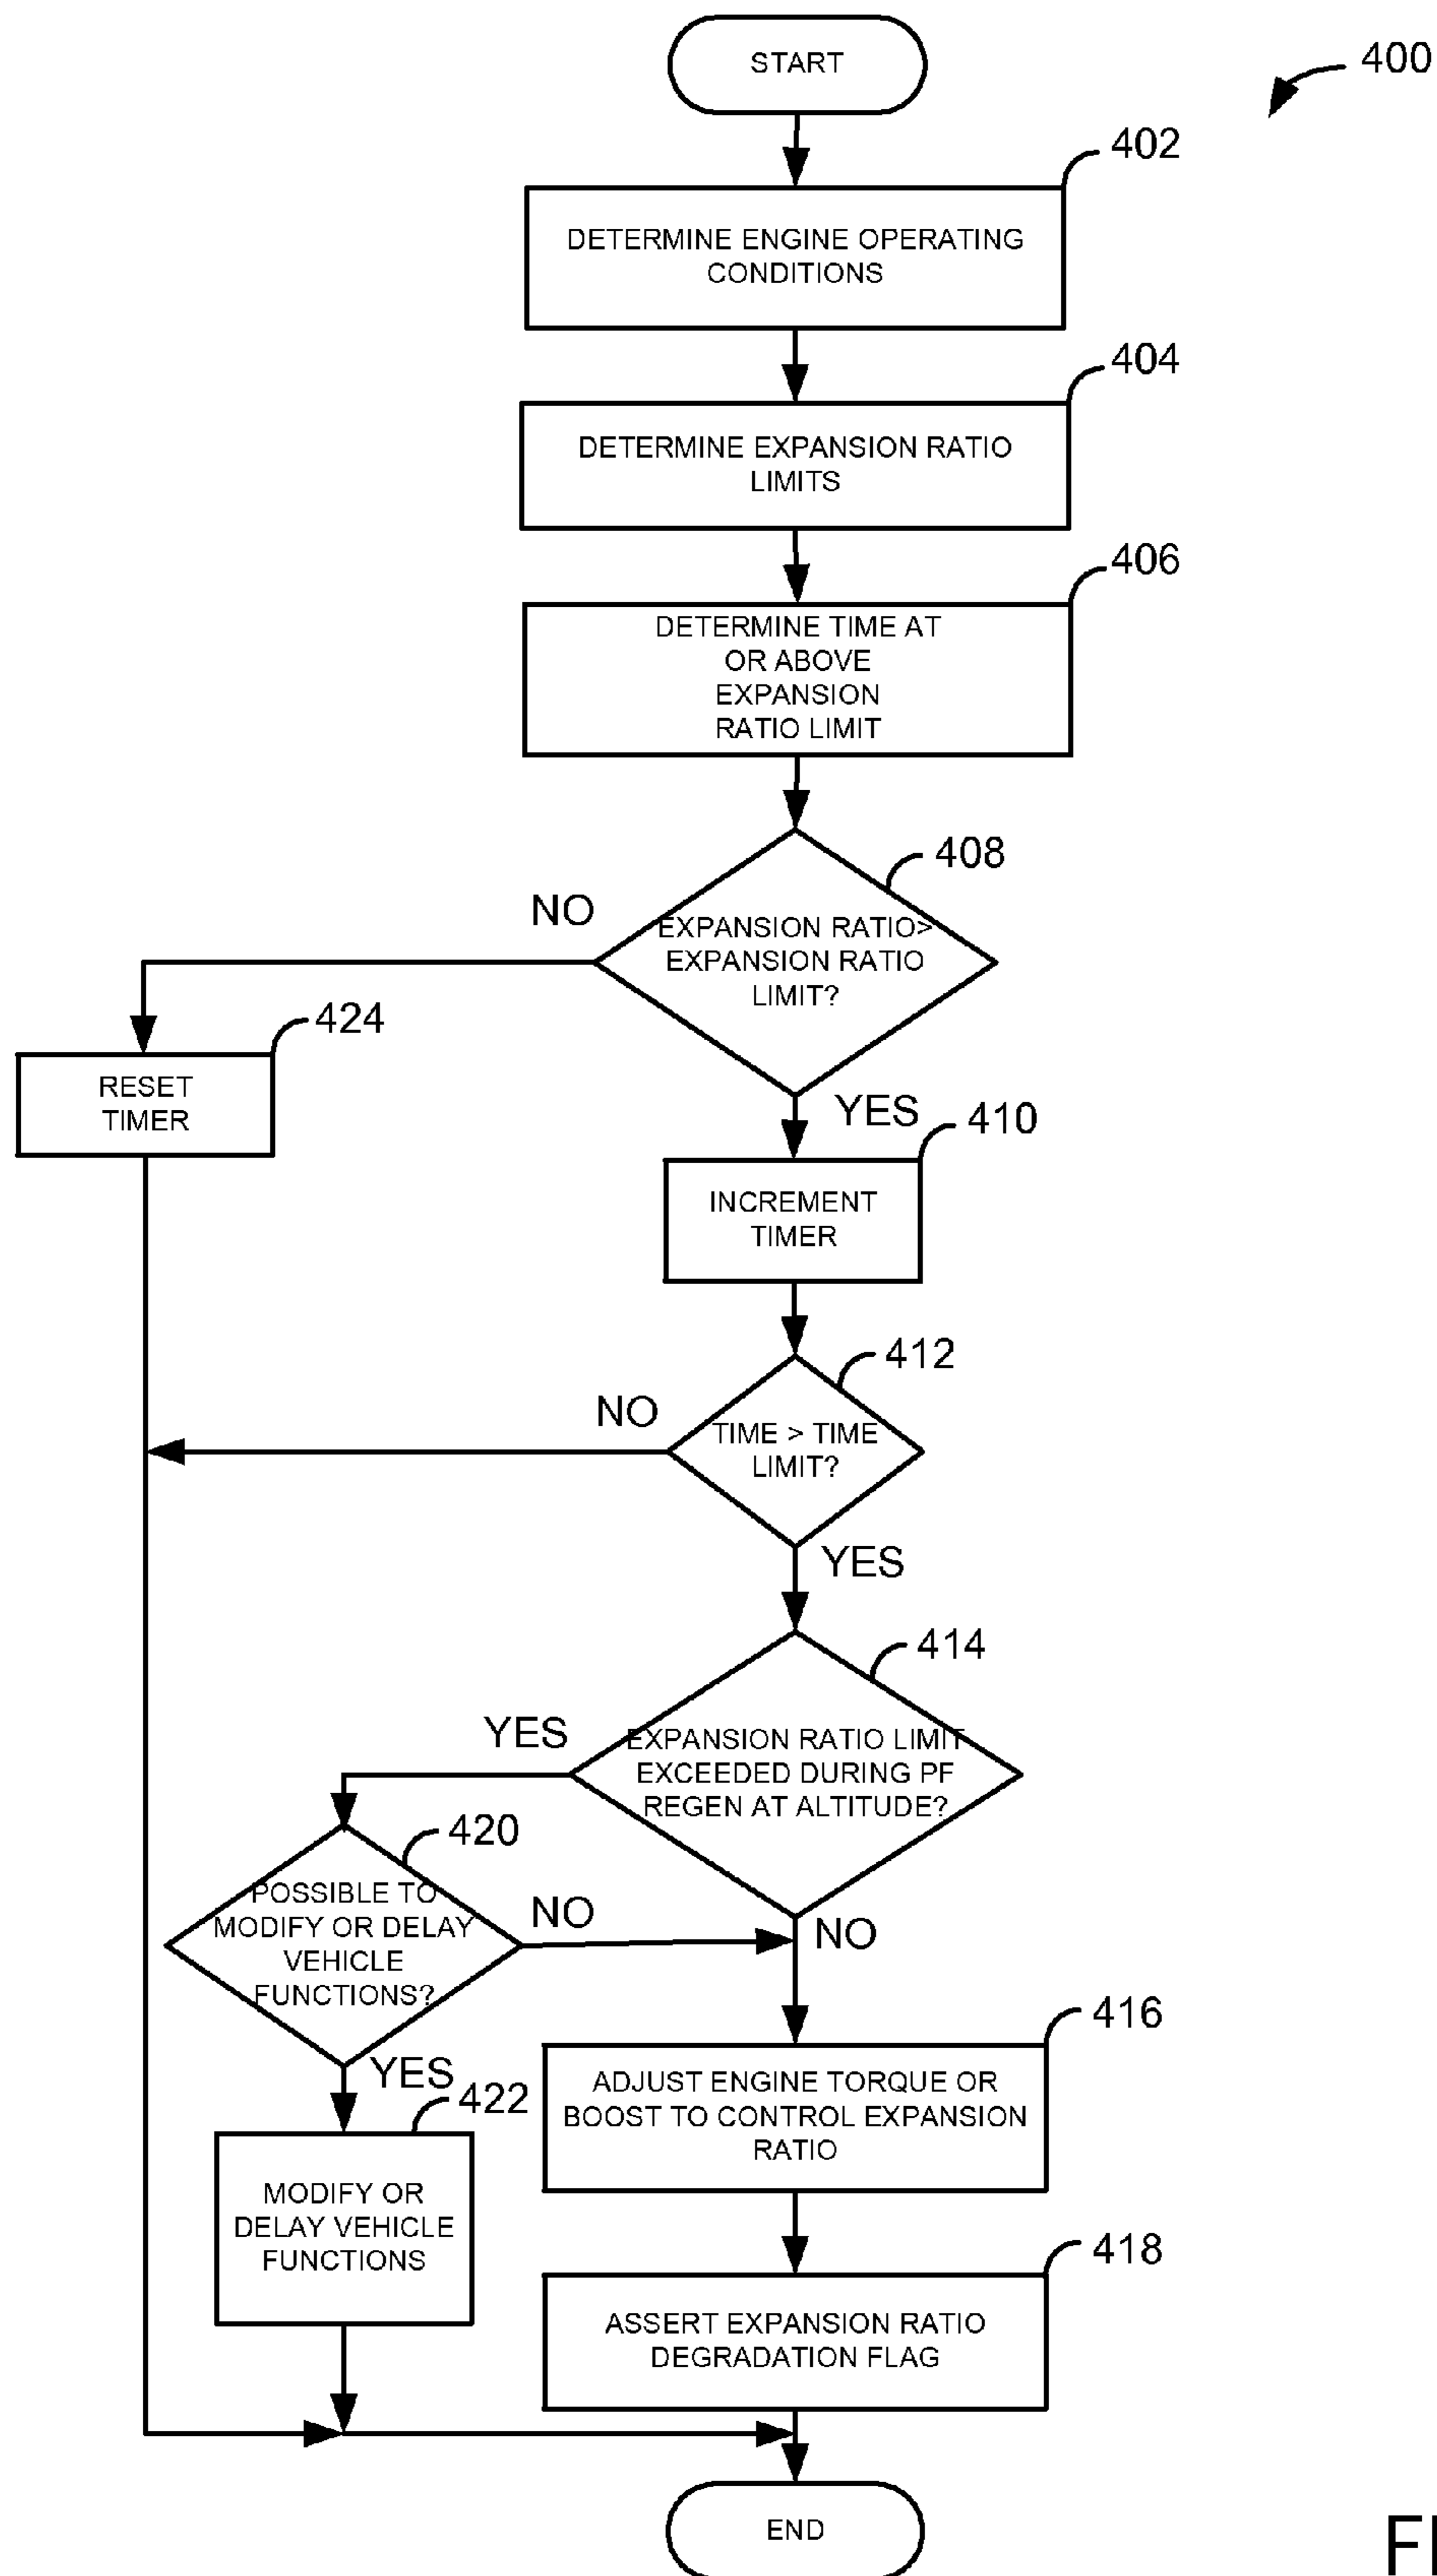 START
400
402
DETERMINE ENGINE OPERATING
CONDITIONS
404
DETERMINE EXPANSION RATIO
LIMITS
406
DETERMINE TIME AT
OR ABOVE
EXPANSION
RATIO LIMIT
408
NO
EXPANSION RATIO>
EXPANSION RATIO
LIMIT?
424
RESET
TIMER
YES
410
INCREMENT
TIMER
412
NO
TIME > TIME
LIMIT?
YES
414
YES
EXPANSION RATIO LIMIT
EXCEEDED DURING PF
REGEN AT ALTITUDE?
420
POSSIBLE TO
MODIFY OR DELAY
VEHICLE
FUNCTIONS?
NO
NO
416
YES
422
ADJUST ENGINE TORQUE OR
BOOST TO CONTROL EXPANSION
RATIO
MODIFY OR
DELAY VEHICLE
FUNCTIONS
418
ASSERT EXPANSION RATIO
DEGRADATION FLAG
END